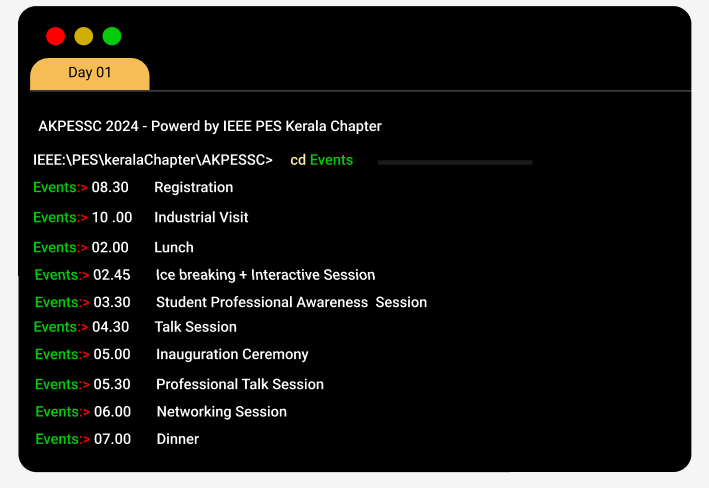 Day 01
AKPESSC 2024 - Powerd by IEEE PES Kerala Chapter
IEEE:\PES\keralaChapter\AKPESSC> cd Events
Events:> 08.30 Registration
Events:> 10 .00 Industrial Visit
Events:> 02.00 Lunch
Events:> 02.45 Ice breaking + Interactive Session
Events:> 03.30 Student Professional Awareness Session
Events:> 04.30 Talk Session
Events:> 05.00 Inauguration Ceremony
Events:> 05.30 Professional Talk Session
Events:> 06.00 Networking Session
Events:> 07.00 Dinner